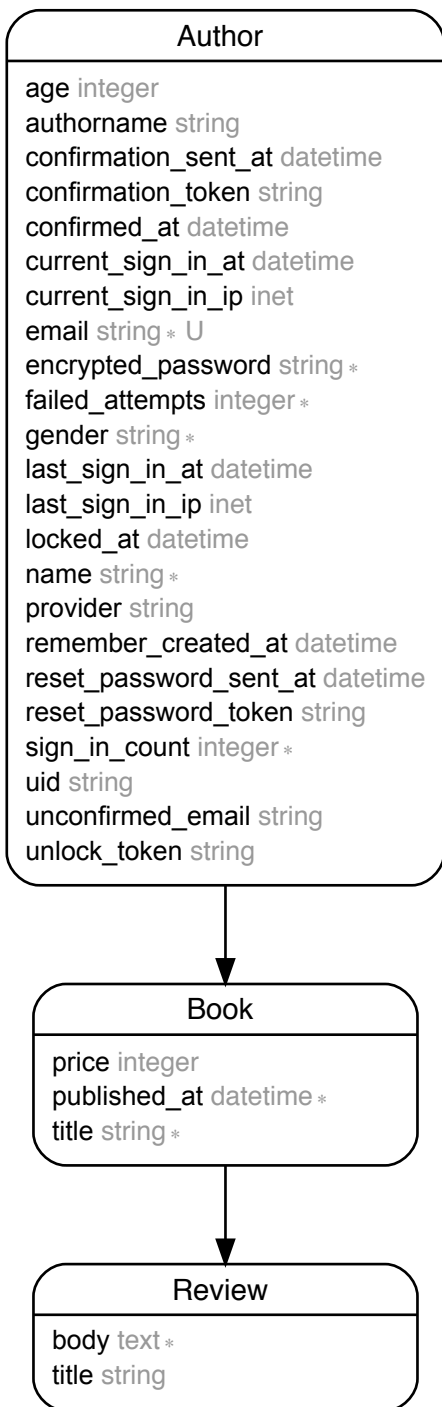 Author
age integer
authorname string
confirmation_sent_at datetime
confirmation_token string
confirmed_at datetime
current_sign_in_at datetime
current_sign_in_ip inet
email string ∗ U
encrypted_password string ∗
failed_attempts integer ∗
gender string ∗
last_sign_in_at datetime
last_sign_in_ip inet
locked_at datetime
name string ∗
provider string
remember_created_at datetime
reset_password_sent_at datetime
reset_password_token string
sign_in_count integer ∗
uid string
unconfirmed_email string
unlock_token string
Book
price integer
published_at datetime ∗
title string ∗
Review
body text ∗
title string